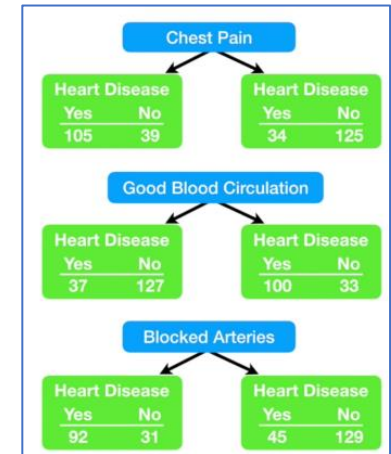 Chest Pain
Heart Disease Heart Disease
Yes No Yes No
105 39 34 125
Good Blood Circulation
Heart Disease Heart Disease
Yes No Yes No
37 127 100 33
Blocked Arteries
Heart Disease Heart Disease
Yes No Yes No
92 31 45 129